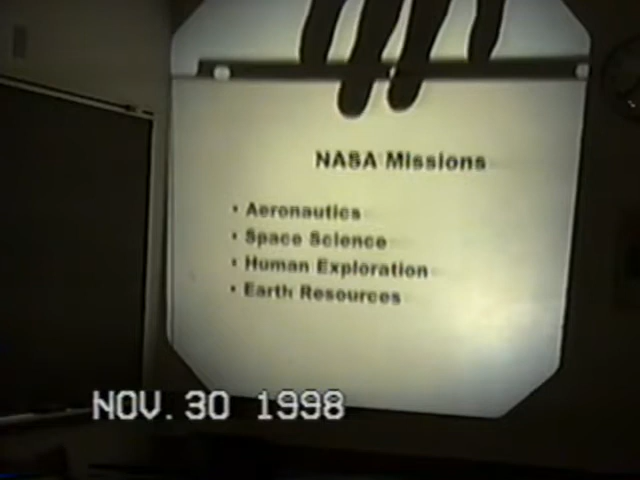 NASA Missions
• Aeronautics
• Space Science
• Human Exploration
• Earth Resources
NOV. 30 1998